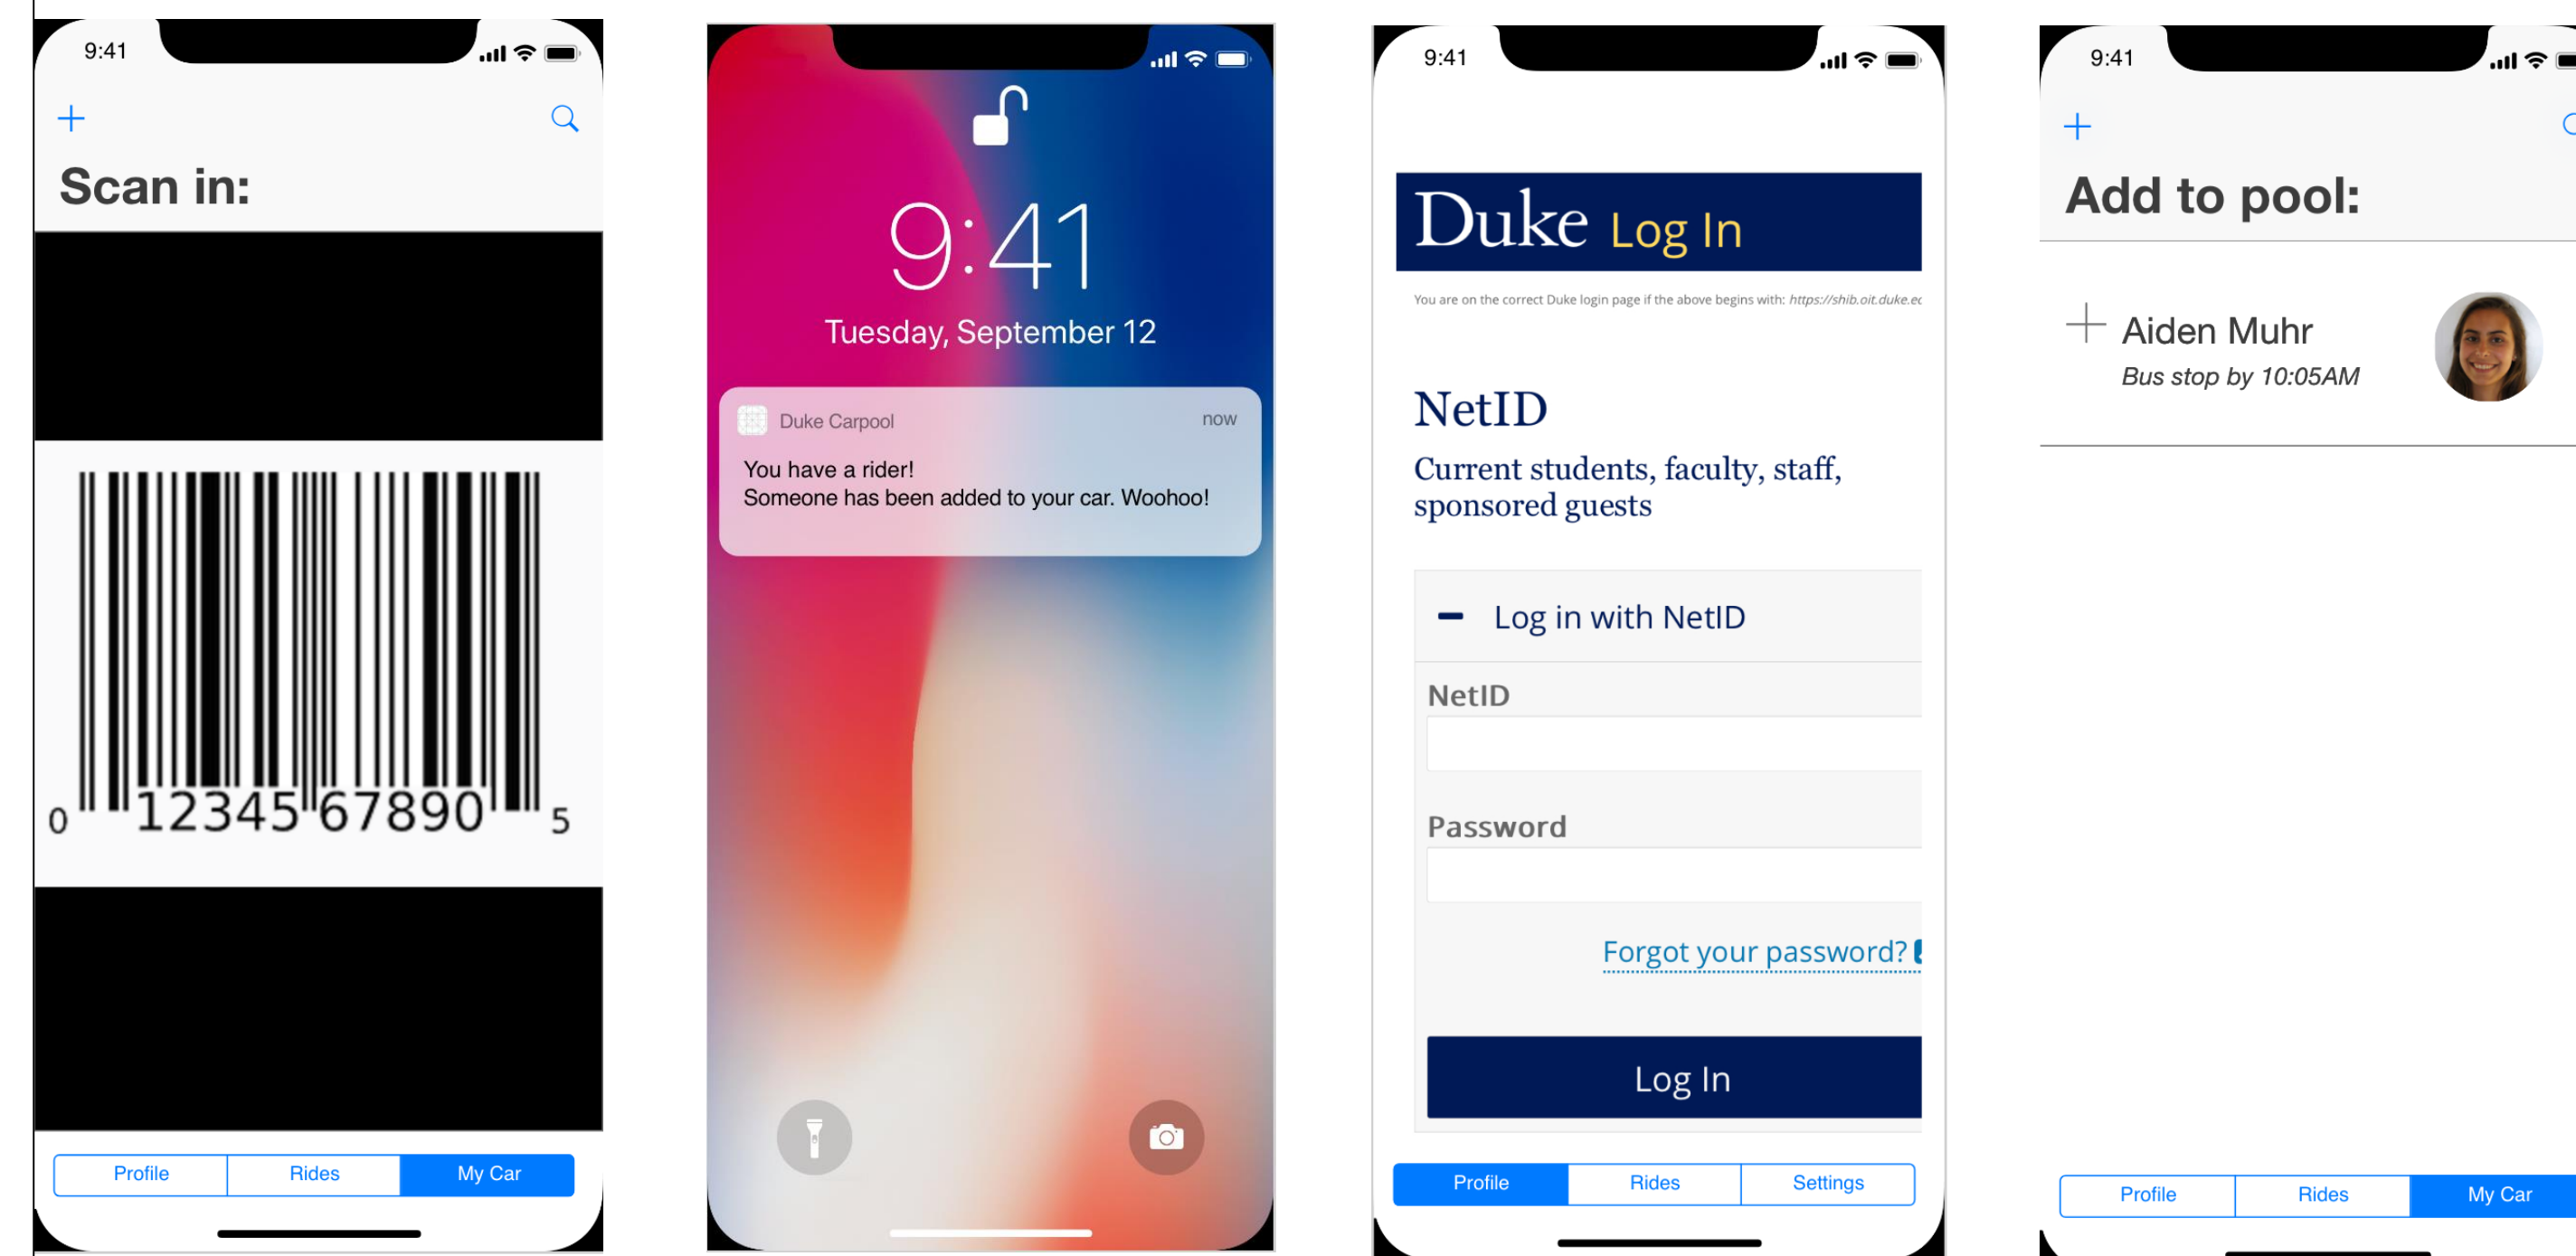 9:41
Scan in:
0 12345 67890 5
Profile Rides My Car
9:41
Tuesday, September 12
Duke Carpool now
You have a rider!
Someone has been added to your car. Woohoo!
9:41
Duke Log In
You are on the correct Duke login page if the above begins with: https://shib.oit.duke.ec
NetID
Current students, faculty, staff,
sponsored guests
Log in with NetID
NetID
Password
Forgot your password?
Log In
Profile Rides Settings
9:41
Add to pool:
Aiden Muhr
Bus stop by 10:05AM
Profile Rides My Car